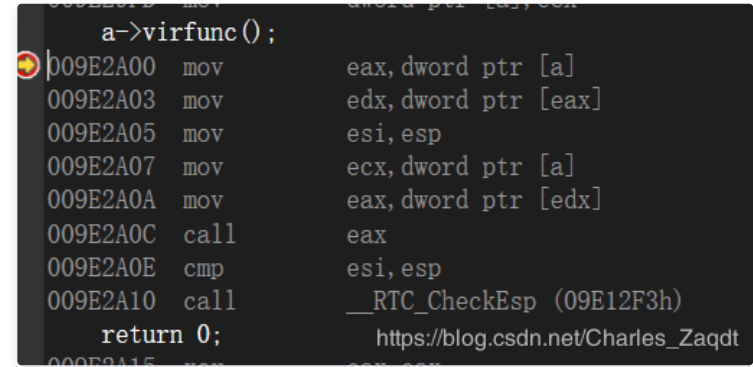 a->virfunc();
009E2A00 mov eax,dword ptr [a]
009E2A03 mov edx,dword ptr [eax]
009E2A05 mov esi,esp
009E2A07 mov ecx,dword ptr [a]
009E2A0A mov eax,dword ptr [edx]
009E2A0C call eax
009E2A0E cmp esi,esp
009E2A10 call __RTC_CheckEsp (09E12F3h)
return 0;
https://blog.csdn.net/Charles_Zaqdt